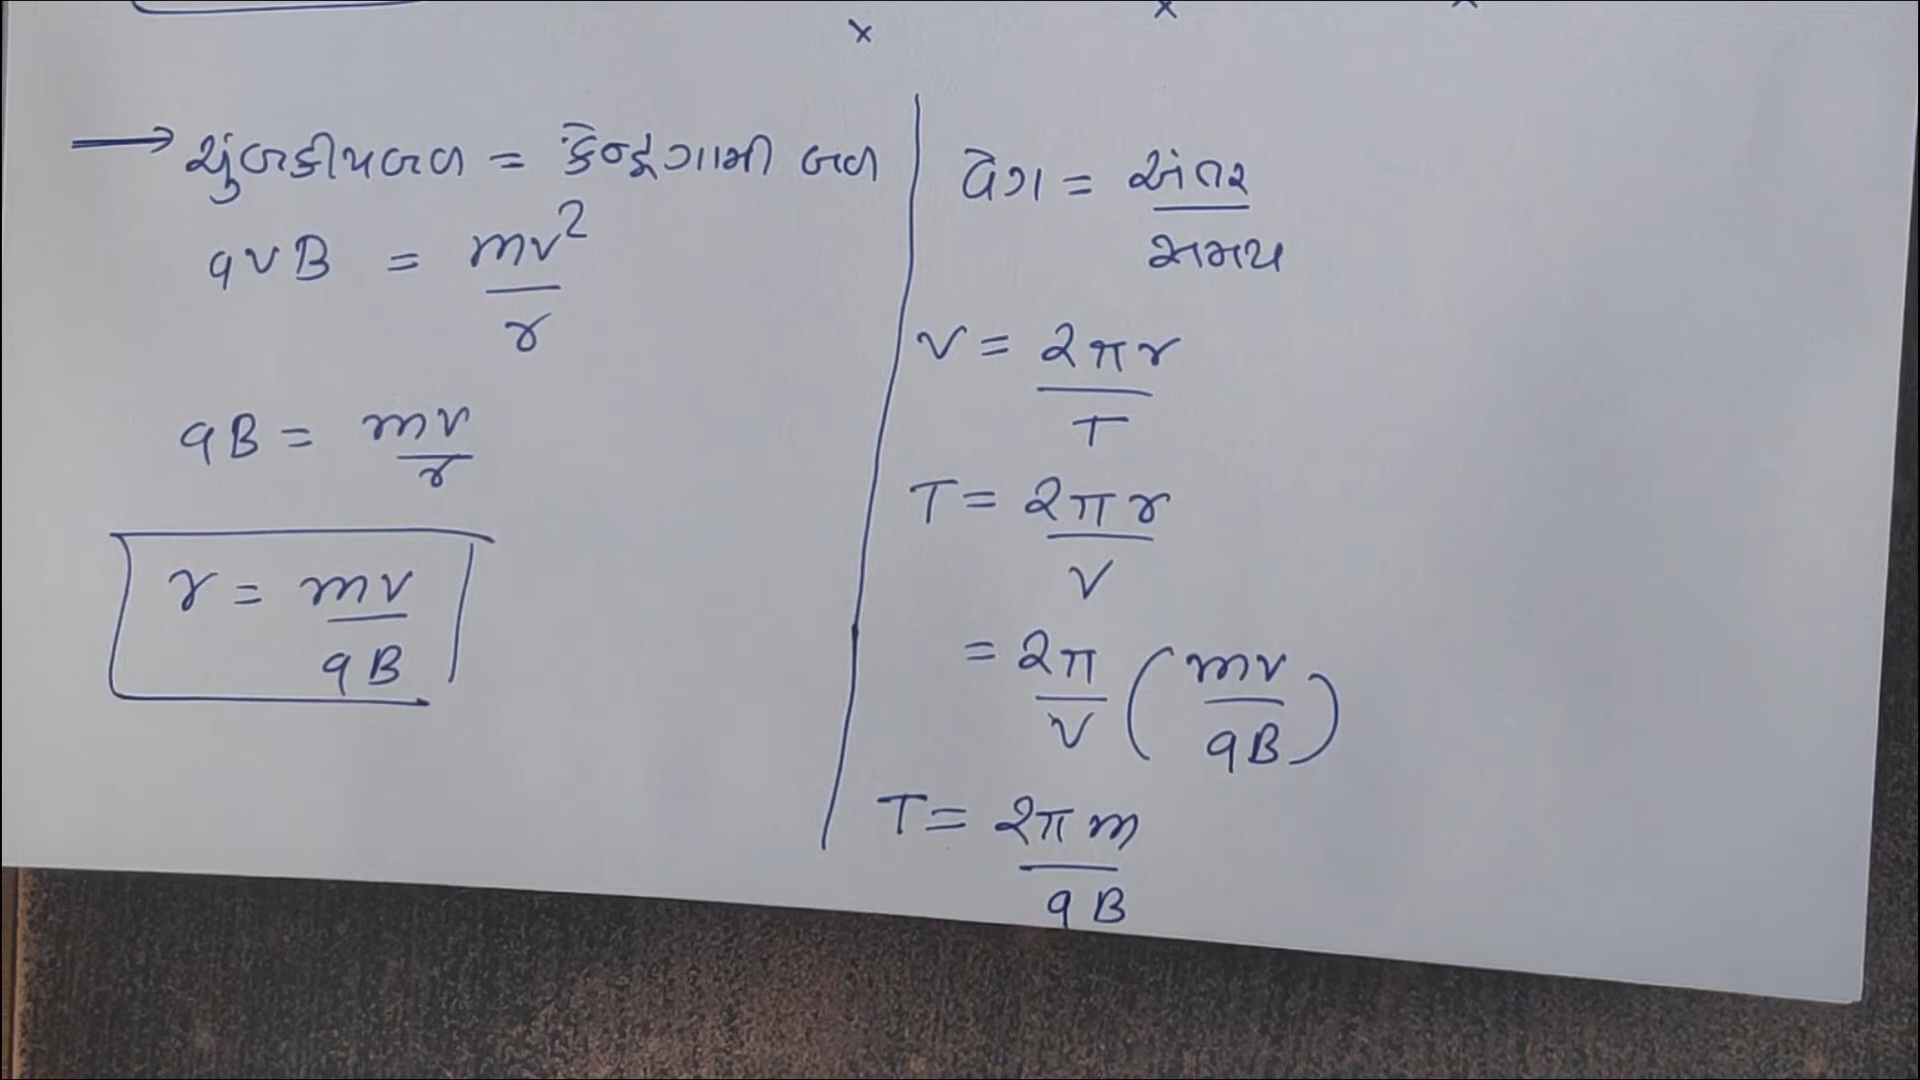 → ચુંબકીયબળ = કેન્દ્રગામી બળ
qvB = mv²/r
qB = mv/r
r = mv/qB
વેગ = અંતર/સમય
v = 2πr/T
T = 2πr/v
= 2π/v (mv/qB)
T = 2πm/qB